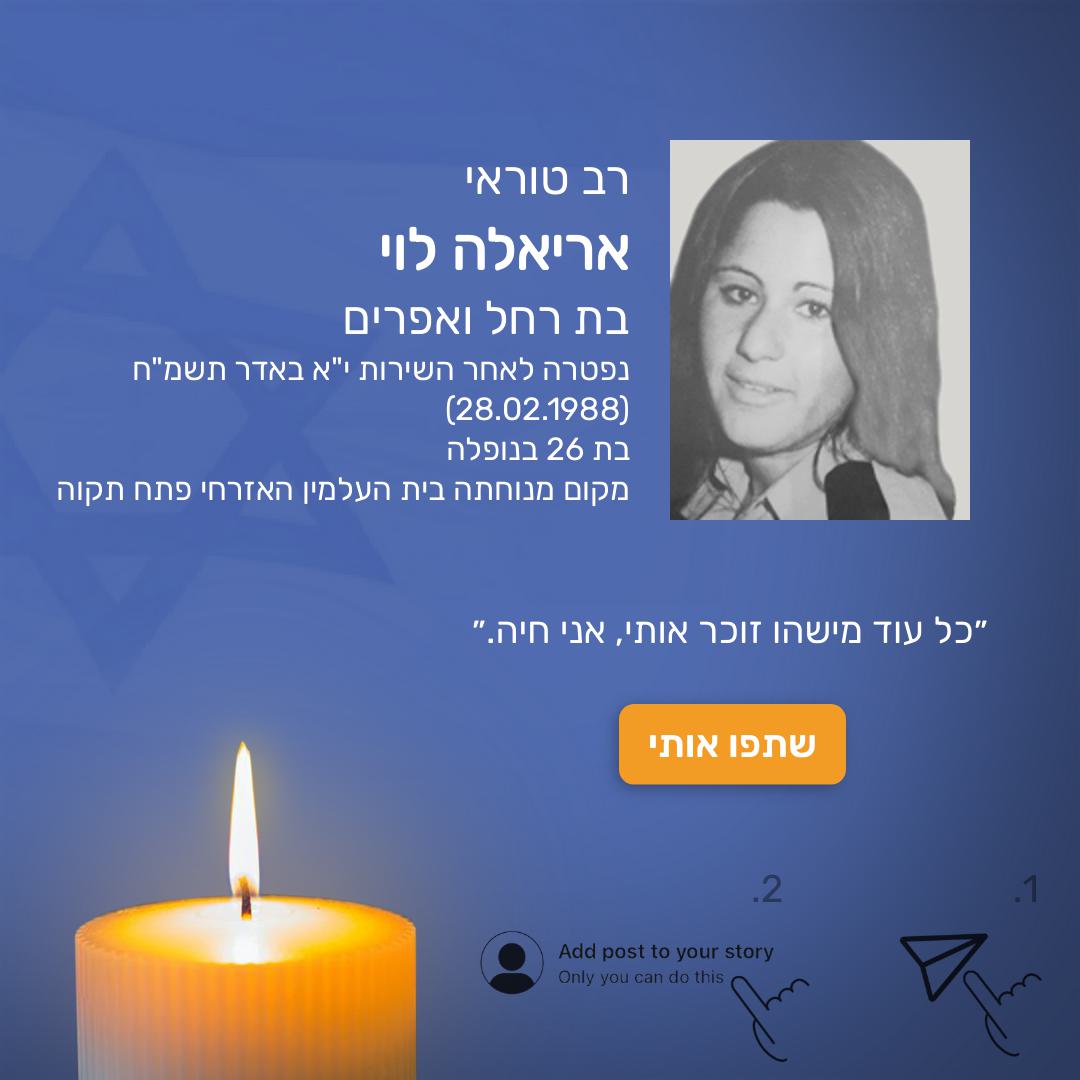 רב טוראי
אריאלה לוי
בת רחל ואפרים
נפטרה לאחר השירות י"א באדר תשמ"ח
(28.02.1988)
בת 26 בנופלה
מקום מנוחתה בית העלמין האזרחי פתח תקוה
״כל עוד מישהו זוכר אותי, אני חיה.״
שתפו אותי
1.
2.
Add post to your story
Only you can do this